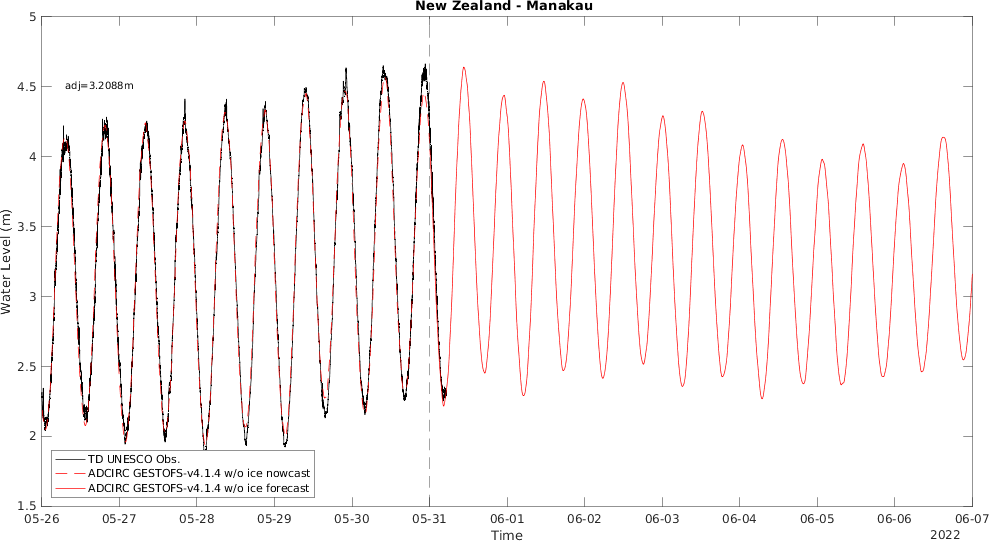 New Zealand - Manakau
5
4.5
4
3.5
3
2.5
2
1.5
Water Level (m)
adj=3.2088m
TD UNESCO Obs.
ADCIRC GESTOFS-v4.1.4 w/o ice nowcast
ADCIRC GESTOFS-v4.1.4 w/o ice forecast
05-26 05-27 05-28 05-29 05-30 05-31 06-01 06-02 06-03 06-04 06-05 06-06 06-07
Time
2022